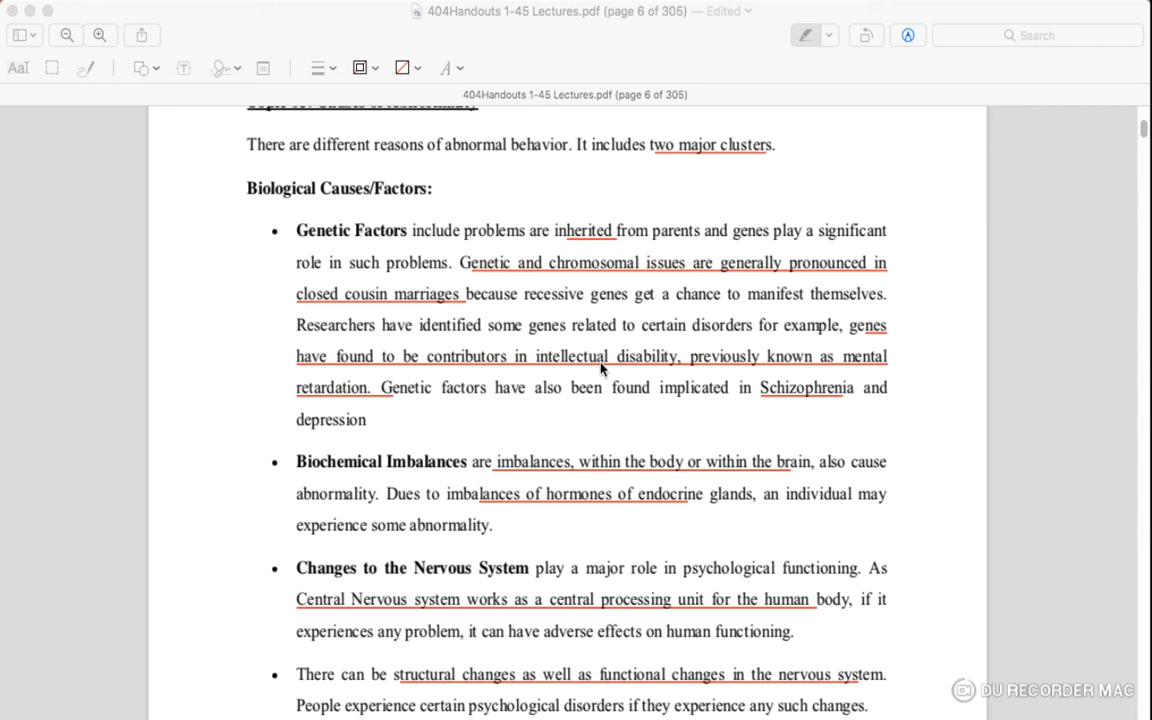 404Handouts 1-45 Lectures.pdf (page 6 of 305) — Edited
Search
AaI
A
404Handouts 1-45 Lectures.pdf (page 6 of 305)
There are different reasons of abnormal behavior. It includes two major clusters.
Biological Causes/Factors:
• Genetic Factors include problems are inherited from parents and genes play a significant
role in such problems. Genetic and chromosomal issues are generally pronounced in
closed cousin marriages because recessive genes get a chance to manifest themselves.
Researchers have identified some genes related to certain disorders for example, genes
have found to be contributors in intellectual disability, previously known as mental
retardation. Genetic factors have also been found implicated in Schizophrenia and
depression
• Biochemical Imbalances are imbalances, within the body or within the brain, also cause
abnormality. Dues to imbalances of hormones of endocrine glands, an individual may
experience some abnormality.
• Changes to the Nervous System play a major role in psychological functioning. As
Central Nervous system works as a central processing unit for the human body, if it
experiences any problem, it can have adverse effects on human functioning.
• There can be structural changes as well as functional changes in the nervous system.
People experience certain psychological disorders if they experience any such changes.
DU RECORDER MAC